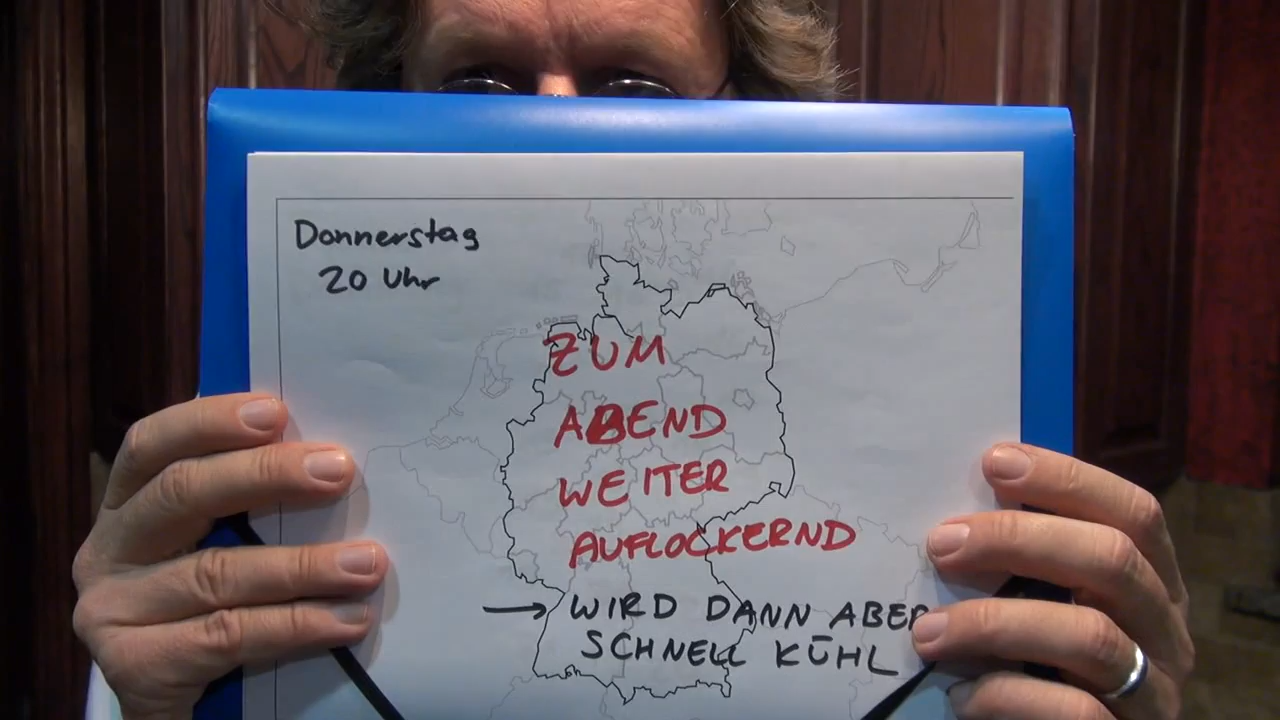 Donnerstag
20 Uhr
ZUM
ABEND
WEITER
AUFLOCKERND
→ WIRD DANN ABER
SCHNELL KÜHL